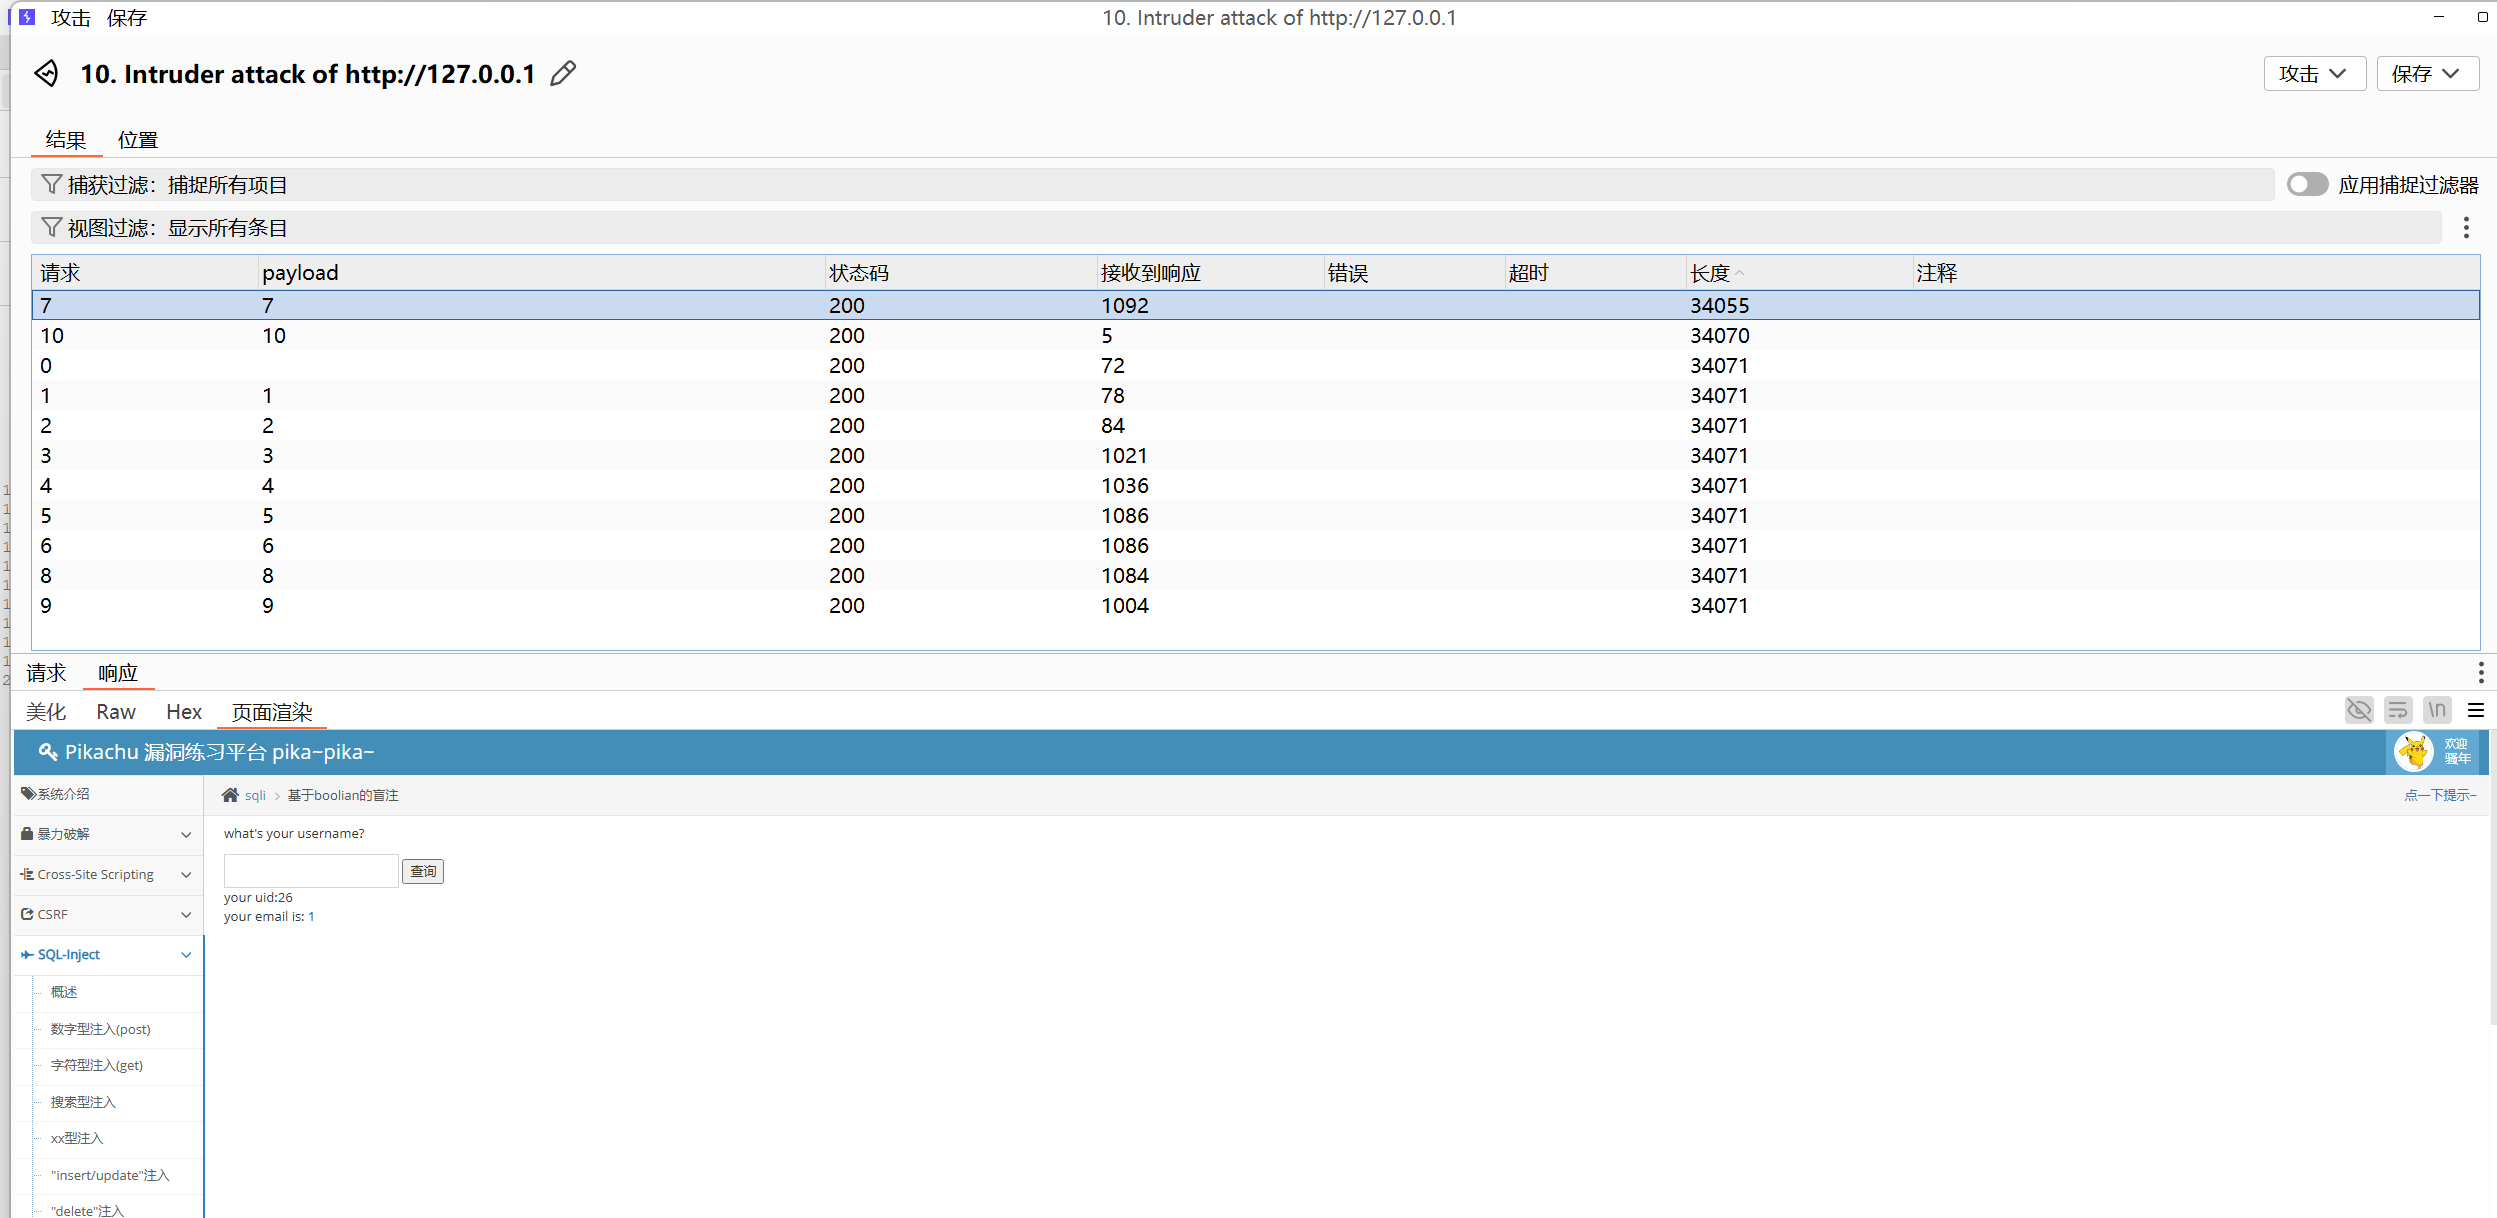 攻击 保存
10. Intruder attack of http://127.0.0.1
10. Intruder attack of http://127.0.0.1
攻击 保存
结果 位置
捕获过滤：捕捉所有项目
应用捕捉过滤器
视图过滤：显示所有条目
请求 payload 状态码 接收到响应 错误 超时 长度 注释
7 7 200 1092 34055
10 10 200 5 34070
0 200 72 34071
1 1 200 78 34071
2 2 200 84 34071
3 3 200 1021 34071
4 4 200 1036 34071
5 5 200 1086 34071
6 6 200 1086 34071
8 8 200 1084 34071
9 9 200 1004 34071
请求 响应
美化 Raw Hex 页面渲染
\n
Pikachu 漏洞练习平台 pika~pika~
欢迎
骚年
系统介绍
sqli 基于boolian的盲注
点一下提示~
暴力破解
what's your username?
Cross-Site Scripting
查询
your uid:26
CSRF
your email is: 1
SQL-Inject
概述
数字型注入(post)
字符型注入(get)
搜索型注入
xx型注入
"insert/update"注入
"delete"注入